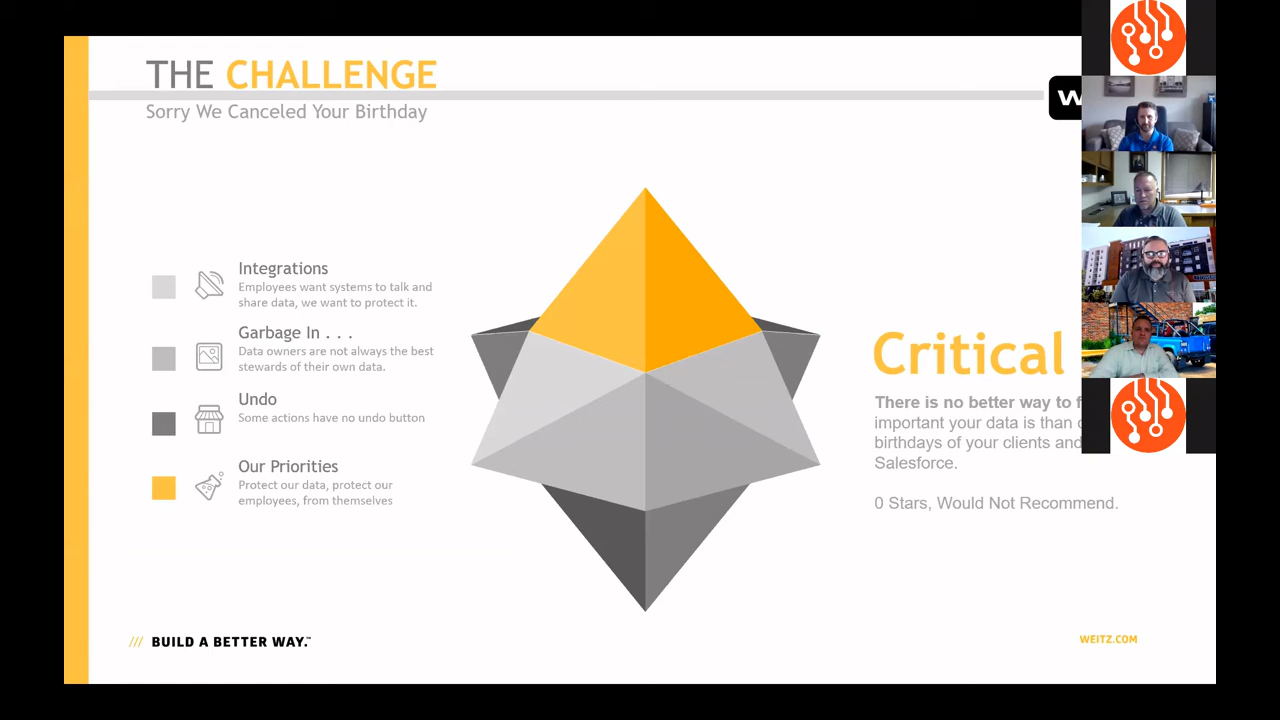 THE CHALLENGE
Sorry We Canceled Your Birthday
W
Integrations
Employees want systems to talk and
share data, we want to protect it.
Garbage In . . .
Data owners are not always the best
stewards of their own data.
Undo
Some actions have no undo button
Our Priorities
Protect our data, protect our
employees, from themselves
Critical
There is no better way to
important your data is than
birthdays of your clients and
Salesforce.
0 Stars, Would Not Recommend.
/// BUILD A BETTER WAY.™
WEITZ.COM